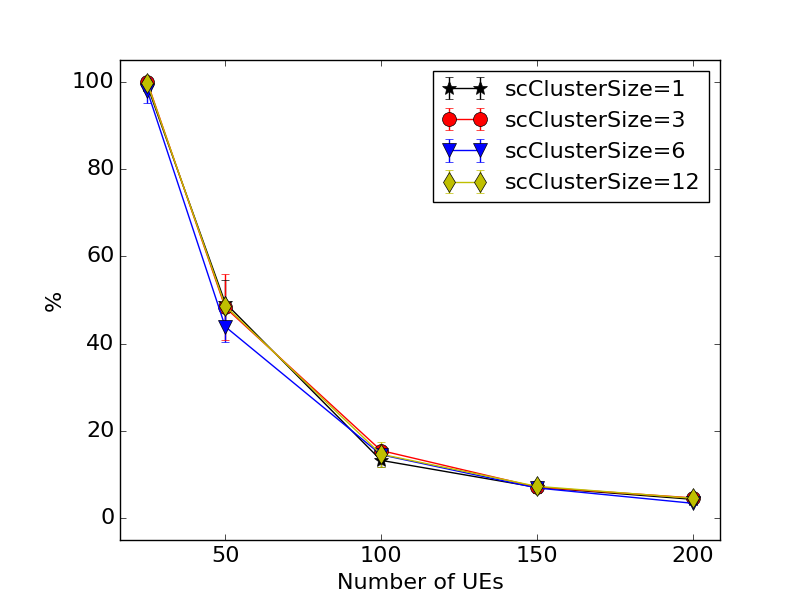 100
80
60
40
20
0
%
50
100
150
200
Number of UEs
scClusterSize=1
scClusterSize=3
scClusterSize=6
scClusterSize=12